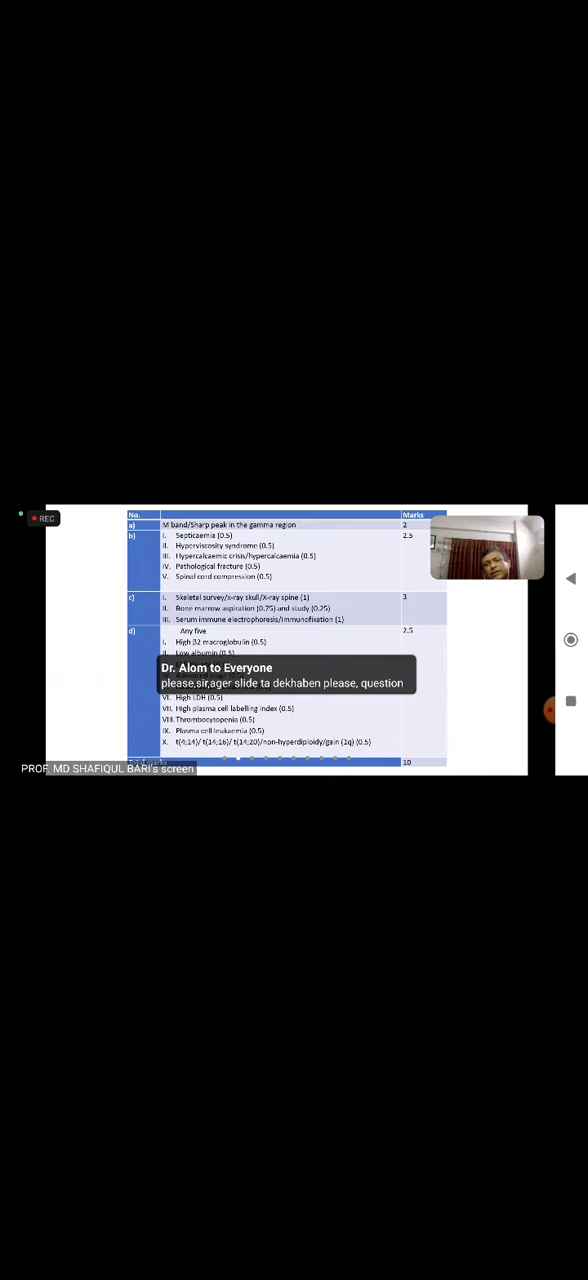 REC
No. Marks
a) M band/Sharp peak in the gamma region 2
b) I. Septicaemia (0.5) 2.5
II. Hyperviscosity syndrome (0.5)
III. Hypercalcaemic crisis/hypercalcaemia (0.5)
IV. Pathological fracture (0.5)
V. Spinal cord compression (0.5)
c) I. Skeletal survey/x-ray skull/X-ray spine (1) 3
II. Bone marrow aspiration (0.75) and study (0.25)
III. Serum immune electrophoresis/Immunofixation (1)
d) Any five 2.5
I. High β2 macroglobulin (0.5)
II. Low albumin (0.5)
Dr. Alom to Everyone
please,sir,ager slide ta dekhaben please, question
VI. High LDH (0.5)
VII. High plasma cell labelling index (0.5)
VIII. Thrombocytopenia (0.5)
IX. Plasma cell leukaemia (0.5)
X. t(4;14)/ t(14;16)/ t(14;20)/non-hyperdiploidy/gain (1q) (0.5)
Total marks 10
PROF. MD SHAFIQUL BARI's screen